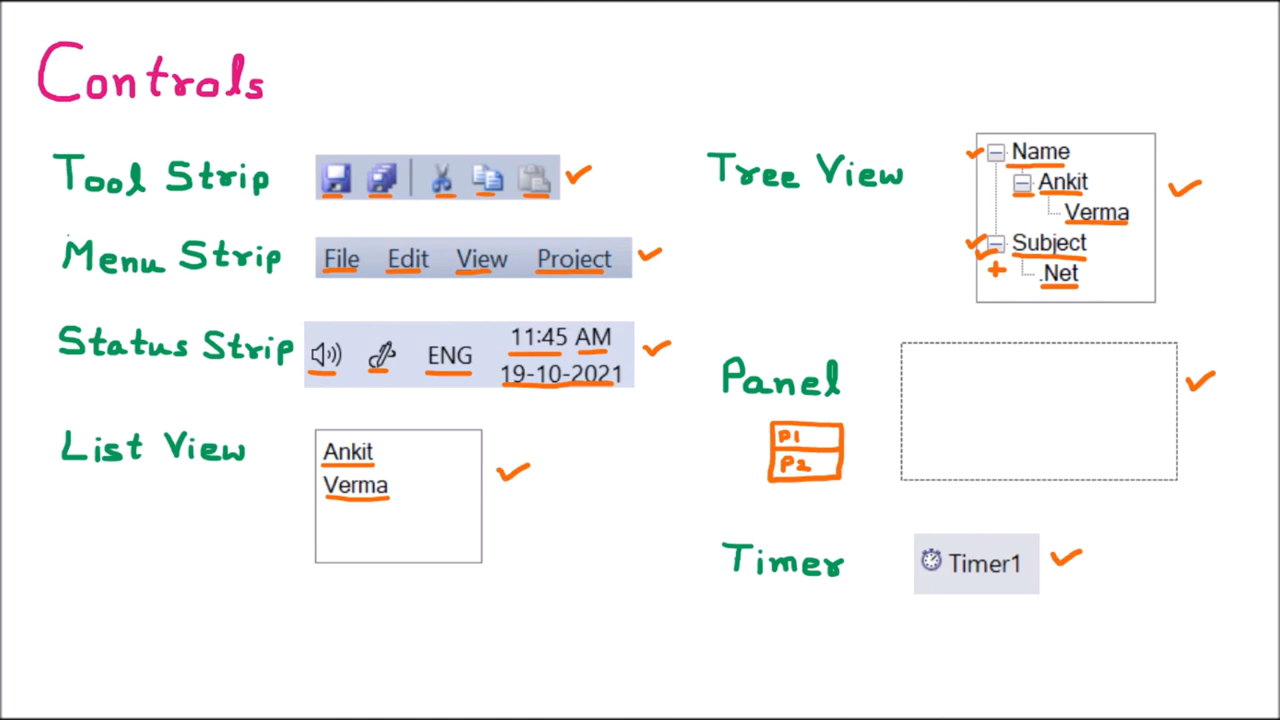 Controls
Tool Strip
Menu Strip
File Edit View Project
Status Strip
ENG
11:45 AM
19-10-2021
List View
Ankit
Verma
Tree View
Name
Ankit
Verma
Subject
.Net
Panel
P1
P2
Timer
Timer1